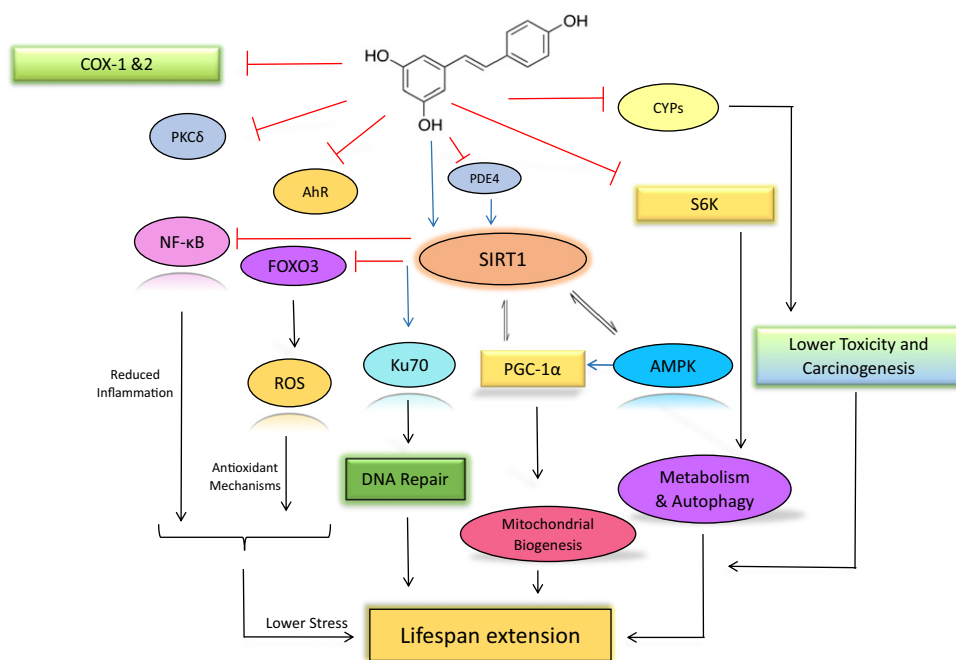 OH
HO
COX-1 &2
CYPs
OH
PKCδ
PDE4
AhR
S6K
NF-κB
SIRT1
FOXO3
Lower Toxicity and
Carcinogenesis
Ku70
PGC-1α
AMPK
Reduced
Inflammation
ROS
Antioxidant
Mechanisms
DNA Repair
Metabolism
& Autophagy
Mitochondrial
Biogenesis
Lower Stress
Lifespan extension